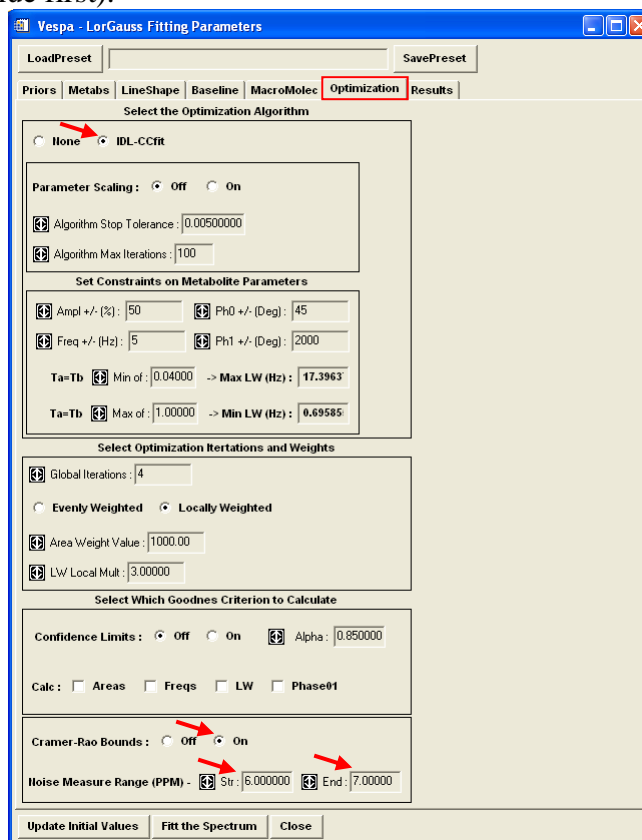 de first).
Vespa - LorGauss Fitting Parameters
LoadPreset SavePreset
Priors Metabs LineShape Baseline MacroMolec Optimization Results
Select the Optimization Algorithm
None IDL-CCfit
Parameter Scaling : Off On
Algorithm Stop Tolerance : 0.00500000
Algorithm Max Iterations : 100
Set Constraints on Metabolite Parameters
Ampl +/- (%) : 50 Ph0 +/- (Deg) : 45
Freq +/- (Hz) : 5 Ph1 +/- (Deg) : 2000
Ta=Tb Min of : 0.04000 -> Max LW (Hz) : 17.3963
Ta=Tb Max of : 1.00000 -> Min LW (Hz) : 0.69585
Select Optimization Itertations and Weights
Global Iterations : 4
Evenly Weighted Locally Weighted
Area Weight Value : 1000.00
LW Local Mult : 3.00000
Select Which Goodnes Criterion to Calculate
Confidence Limits : Off On Alpha : 0.850000
Calc : Areas Freqs LW Phase01
Cramer-Rao Bounds : Off On
Noise Measure Range (PPM) - Str : 6.000000 End : 7.00000
Update Initial Values Fitt the Spectrum Close